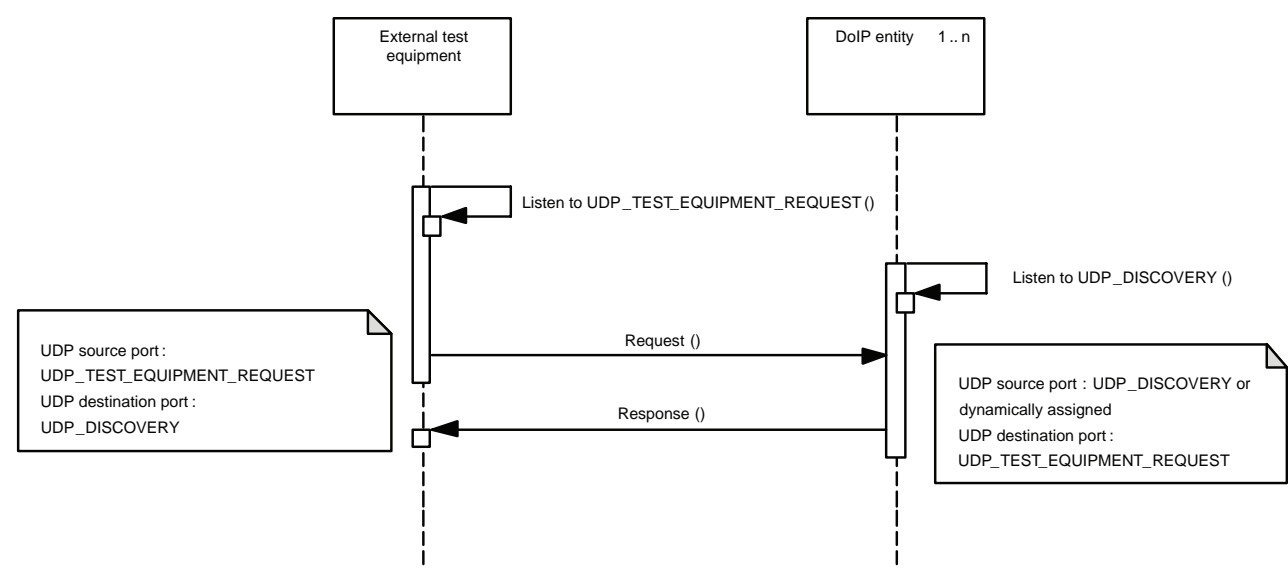 External test
equipment
DoIP entity 1..n
Listen to UDP_TEST_EQUIPMENT_REQUEST()
Listen to UDP_DISCOVERY ()
Request ()
UDP source port:
UDP_TEST_EQUIPMENT_REQUEST
UDP destination port:
UDP_DISCOVERY
UDP source port : UDP_DISCOVERY or
dynamically assigned
UDP destination port:
UDP_TEST_EQUIPMENT_REQUEST
Response ()